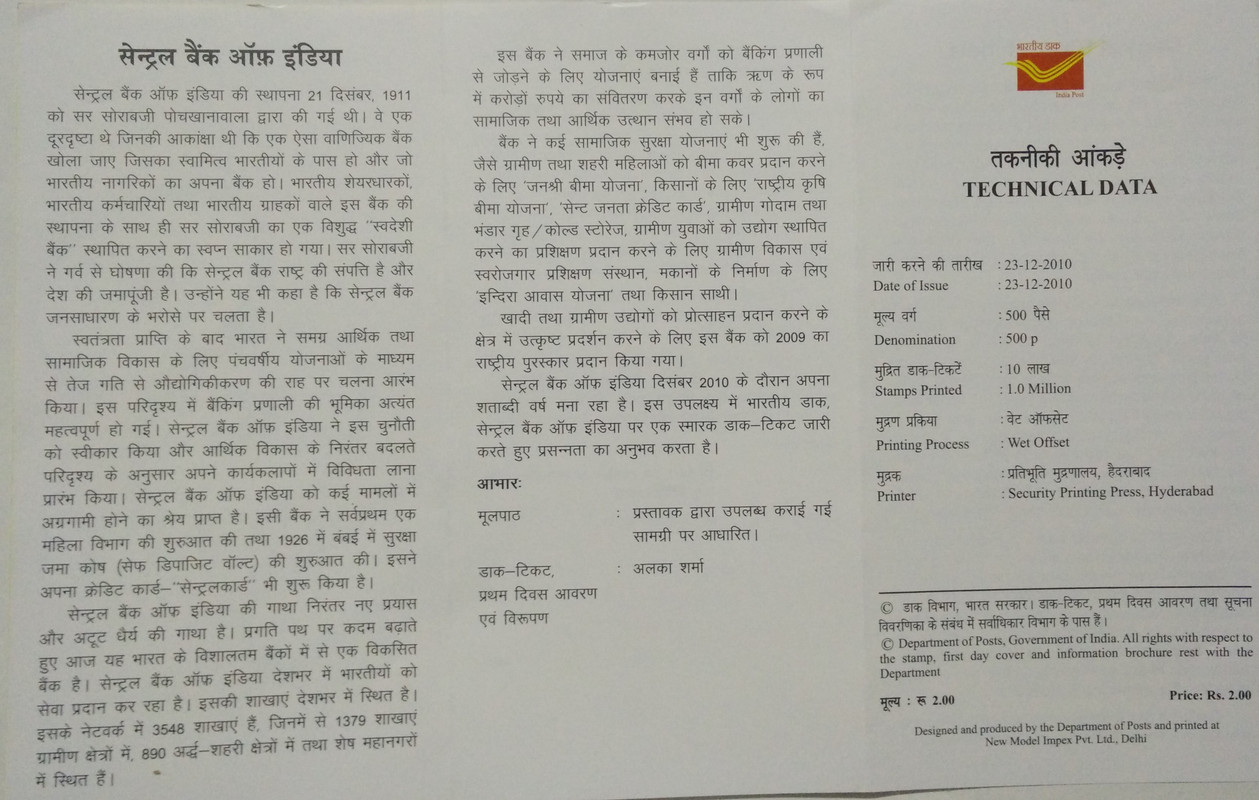 सेन्ट्रल बैंक ऑफ़ इंडिया
सेन्ट्रल बैंक ऑफ़ इंडिया की स्थापना 21 दिसंबर, 1911
को सर सोराबजी पोचखानावाला द्वारा की गई थी। वे एक
दूरदृष्टा थे जिनकी आकांक्षा थी कि एक ऐसा वाणिज्यिक बैंक
खोला जाए जिसका स्वामित्व भारतीयों के पास हो और जो
भारतीय नागरिकों का अपना बैंक हो। भारतीय शेयरधारकों,
भारतीय कर्मचारियों तथा भारतीय ग्राहकों वाले इस बैंक की
स्थापना के साथ ही सर सोराबजी का एक विशुद्ध "स्वदेशी
बैंक" स्थापित करने का स्वप्न साकार हो गया। सर सोराबजी
ने गर्व से घोषणा की कि सेन्ट्रल बैंक राष्ट्र की संपत्ति है और
देश की जमापूंजी है। उन्होंने यह भी कहा है कि सेन्ट्रल बैंक
जनसाधारण के भरोसे पर चलता है।
स्वतंत्रता प्राप्ति के बाद भारत ने समग्र आर्थिक तथा
सामाजिक विकास के लिए पंचवर्षीय योजनाओं के माध्यम
से तेज गति से औद्योगिकीकरण की राह पर चलना आरंभ
किया। इस परिदृश्य में बैंकिंग प्रणाली की भूमिका अत्यंत
महत्वपूर्ण हो गई। सेन्ट्रल बैंक ऑफ इंडिया ने इस चुनौती
को स्वीकार किया और आर्थिक विकास के निरंतर बदलते
परिदृश्य के अनुसार अपने कार्यकलापों में विविधता लाना
प्रारंभ किया। सेन्ट्रल बैंक ऑफ इंडिया को कई मामलों में
अग्रगामी होने का श्रेय प्राप्त है। इसी बैंक ने सर्वप्रथम एक
महिला विभाग की शुरुआत की तथा 1926 में बंबई में सुरक्षा
जमा कोष (सेफ डिपाजिट वॉल्ट) की शुरुआत की। इसने
अपना क्रेडिट कार्ड–"सेन्ट्रलकार्ड" भी शुरू किया है।
सेन्ट्रल बैंक ऑफ इंडिया की गाथा निरंतर नए प्रयास
और अटूट धैर्य की गाथा है। प्रगति पथ पर कदम बढ़ाते
हुए आज यह भारत के विशालतम बैंकों में से एक विकसित
बैंक है। सेन्ट्रल बैंक ऑफ इंडिया देशभर में भारतीयों को
सेवा प्रदान कर रहा है। इसकी शाखाएं देशभर में स्थित है।
इसके नेटवर्क में 3548 शाखाएं हैं, जिनमें से 1379 शाखाएं
ग्रामीण क्षेत्रों में, 890 अर्द्ध–शहरी क्षेत्रों में तथा शेष महानगरों
में स्थित हैं।
इस बैंक ने समाज के कमजोर वर्गों को बैंकिंग प्रणाली
से जोड़ने के लिए योजनाएं बनाई हैं ताकि ऋण के रूप
में करोड़ों रुपये का संवितरण करके इन वर्गों के लोगों का
सामाजिक तथा आर्थिक उत्थान संभव हो सके।
बैंक ने कई सामाजिक सुरक्षा योजनाएं भी शुरू की हैं,
जैसे ग्रामीण तथा शहरी महिलाओं को बीमा कवर प्रदान करने
के लिए 'जनश्री बीमा योजना', किसानों के लिए 'राष्ट्रीय कृषि
बीमा योजना', 'सेन्ट जनता क्रेडिट कार्ड', ग्रामीण गोदाम तथा
भंडार गृह/कोल्ड स्टोरेज, ग्रामीण युवाओं को उद्योग स्थापित
करने का प्रशिक्षण प्रदान करने के लिए ग्रामीण विकास एवं
स्वरोजगार प्रशिक्षण संस्थान, मकानों के निर्माण के लिए
'इन्दिरा आवास योजना' तथा किसान साथी।
खादी तथा ग्रामीण उद्योगों को प्रोत्साहन प्रदान करने के
क्षेत्र में उत्कृष्ट प्रदर्शन करने के लिए इस बैंक को 2009 का
राष्ट्रीय पुरस्कार प्रदान किया गया।
सेन्ट्रल बैंक ऑफ इंडिया दिसंबर 2010 के दौरान अपना
शताब्दी वर्ष मना रहा है। इस उपलक्ष्य में भारतीय डाक,
सेन्ट्रल बैंक ऑफ इंडिया पर एक स्मारक डाक–टिकट जारी
करते हुए प्रसन्नता का अनुभव करता है।
आभारः
मूलपाठ : प्रस्तावक द्वारा उपलब्ध कराई गई
सामग्री पर आधारित।
डाक–टिकट, : अलका शर्मा
प्रथम दिवस आवरण
एवं विरूपण
भारतीय डाक
India Post
तकनीकी आंकड़े
TECHNICAL DATA
जारी करने की तारीख : 23-12-2010
Date of Issue : 23-12-2010
मूल्य वर्ग : 500 पैसे
Denomination : 500 p
मुद्रित डाक–टिकटें : 10 लाख
Stamps Printed : 1.0 Million
मुद्रण प्रकिया : वेट ऑफसेट
Printing Process : Wet Offset
मुद्रक : प्रतिभूति मुद्रणालय, हैदराबाद
Printer : Security Printing Press, Hyderabad
© डाक विभाग, भारत सरकार। डाक–टिकट, प्रथम दिवस आवरण तथा सूचना
विवरणिका के संबंध में सर्वाधिकार विभाग के पास हैं।
© Department of Posts, Government of India. All rights with respect to
the stamp, first day cover and information brochure rest with the
Department
मूल्य : रू 2.00 Price: Rs. 2.00
Designed and produced by the Department of Posts and printed at
New Model Impex Pvt. Ltd., Delhi